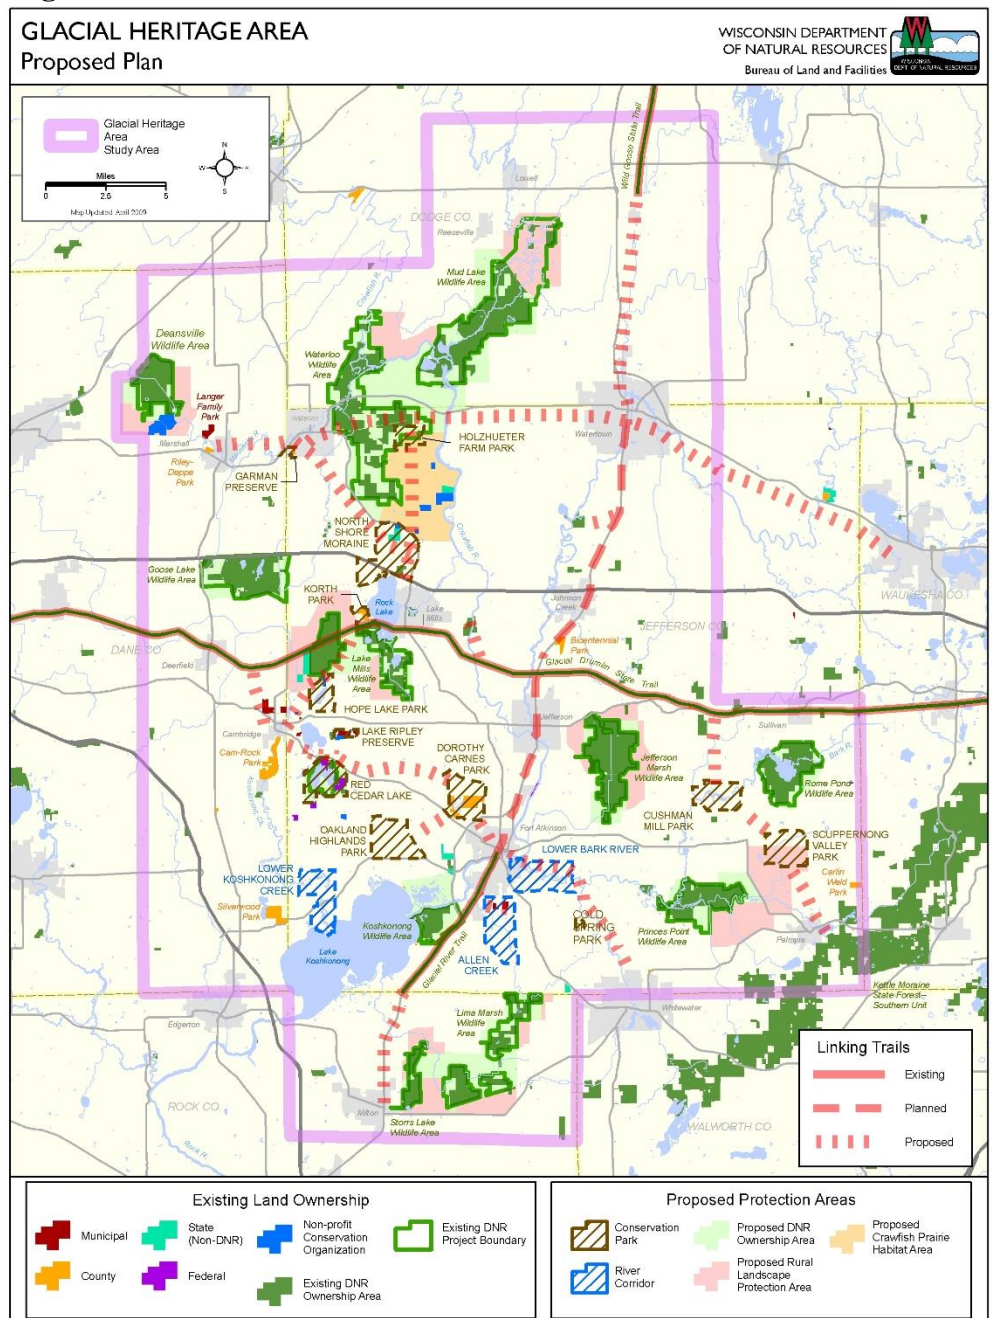 GLACIAL HERITAGE AREA
Proposed Plan
WISCONSIN DEPARTMENT
OF NATURAL RESOURCES
Bureau of Land and Facilities
WISCONSIN
DEPT. OF NATURAL RESOURCES
Glacial Heritage
Area
Study Area
N
W
E
S
Miles
0
2.5
5
Map Updated April 2009
Wild Goose State Trail
Lowell
DODGE CO.
Reeseville
Mud Lake
Wildlife Area
Crawfish R.
Deansville
Wildlife Area
Waterloo
Wildlife
Area
Langer
Family
Park
Waterloo
Marshall
Watertown
HOLZHUETER
FARM PARK
Riley-
Deppe
Park
GARMAN
PRESERVE
NORTH
SHORE
MORAINE
Crawfish R.
Goose Lake
Wildlife Area
KORTH
PARK
Rock
Lake
Lake
Mills
Johnson
Creek
WAUKESHA CO.
JEFFERSON CO.
DANE CO.
Bicentennial
Park
Deerfield
Lake
Mills
Wildlife
Area
Glacial Drumlin State Trail
HOPE LAKE PARK
Jefferson
Sullivan
Cambridge
LAKE RIPLEY
PRESERVE
Cam-Rock
Park
DOROTHY
CARNES
PARK
Jefferson
Marsh
Wildlife Area
Bark R.
Rome Pond
Wildlife Area
RED
CEDAR LAKE
CUSHMAN
MILL PARK
OAKLAND
HIGHLANDS
PARK
Fort Atkinson
SCUPPERNONG
VALLEY
PARK
LOWER BARK RIVER
LOWER
KOSHKONONG
CREEK
Carlin
Weld
Park
Silverwood
Park
Koshkonong
Wildlife Area
COLD
SPRING
PARK
Princes Point
Wildlife Area
Palmyra
Lake
Koshkonong
Glacial River Trail
ALLEN
CREEK
Kettle Moraine
State Forest--
Southern Unit
Edgerton
Lima Marsh
Wildlife
Area
Whitewater
ROCK CO.
Milton
Storrs Lake
Wildlife Area
WALWORTH CO.
Rock R.
Linking Trails
Existing
Planned
Proposed
Existing Land Ownership
Municipal
State
(Non-DNR)
Non-profit
Conservation
Organization
Existing DNR
Project Boundary
County
Federal
Existing DNR
Ownership Area
Proposed Protection Areas
Conservation
Park
Proposed DNR
Ownership Area
Proposed
Crawfish Prairie
Habitat Area
River
Corridor
Proposed Rural
Landscape
Protection Area